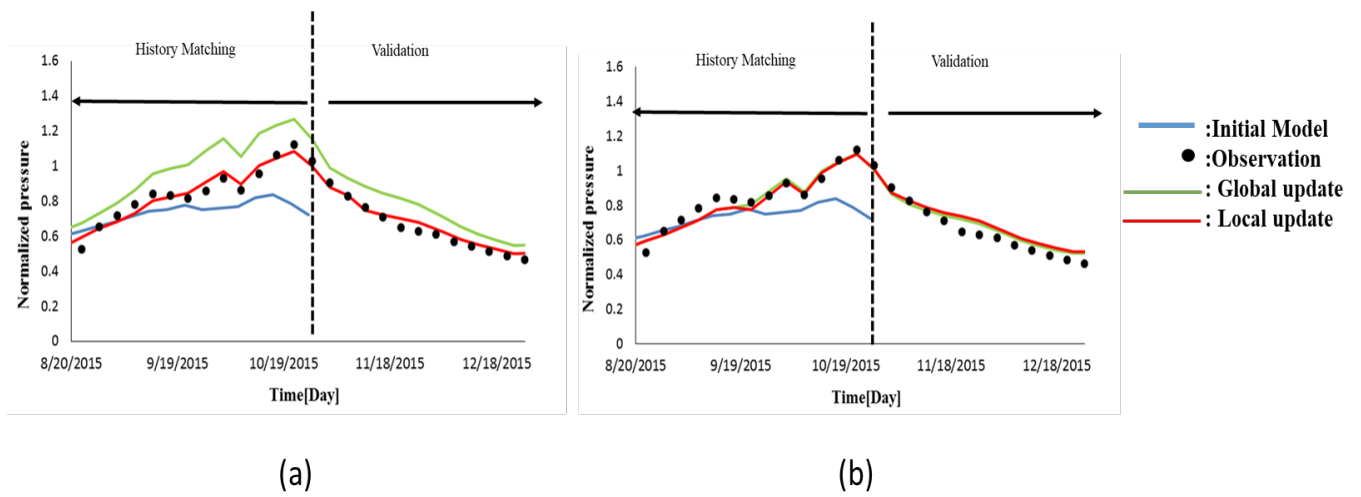 History Matching
Validation
Normalized pressure
1.6
1.4
1.2
1
0.8
0.6
0.4
0.2
0
8/20/2015 9/19/2015 10/19/2015 11/18/2015 12/18/2015
Time[Day]
(a)
History Matching
Validation
Normalized pressure
1.6
1.4
1.2
1
0.8
0.6
0.4
0.2
0
8/20/2015 9/19/2015 10/19/2015 11/18/2015 12/18/2015
Time[Day]
(b)
:Initial Model
:Observation
: Global update
: Local update